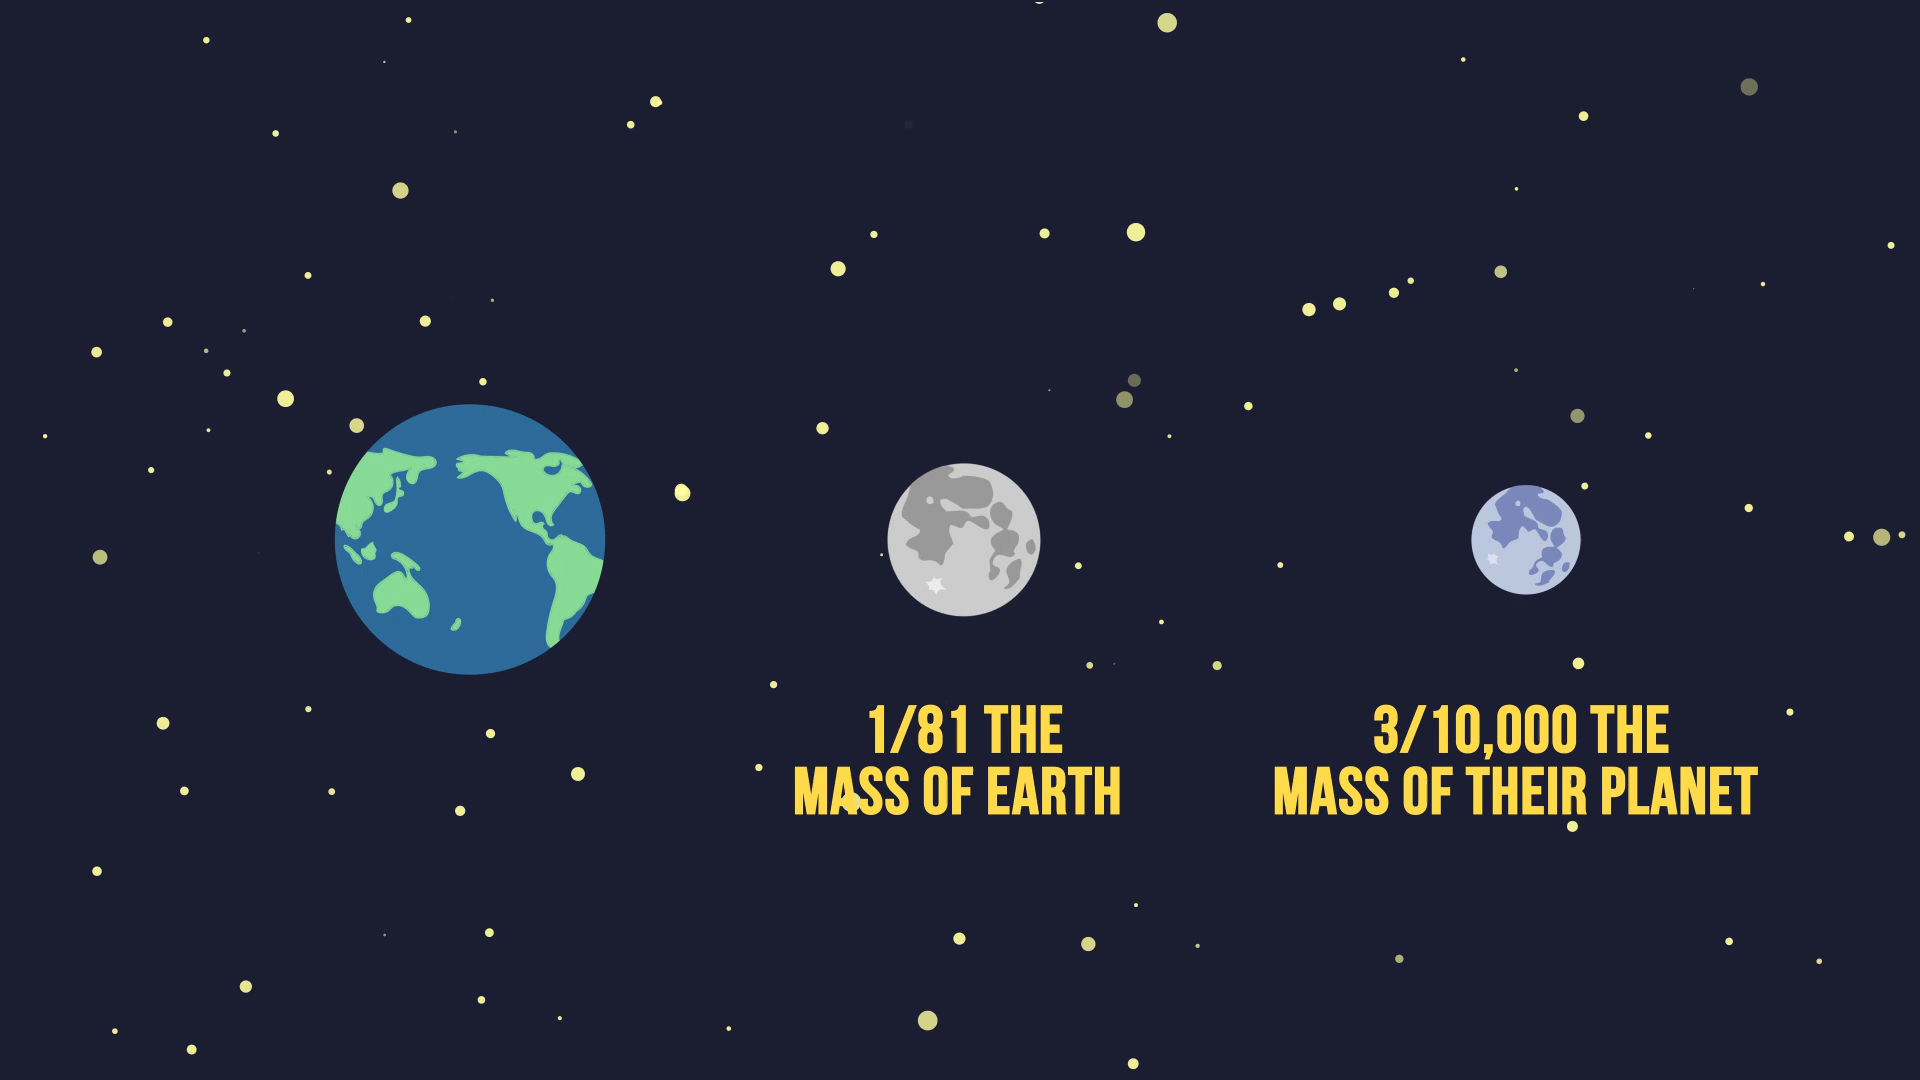 1/81 THE
MASS OF EARTH
3/10,000 THE
MASS OF THEIR PLANET